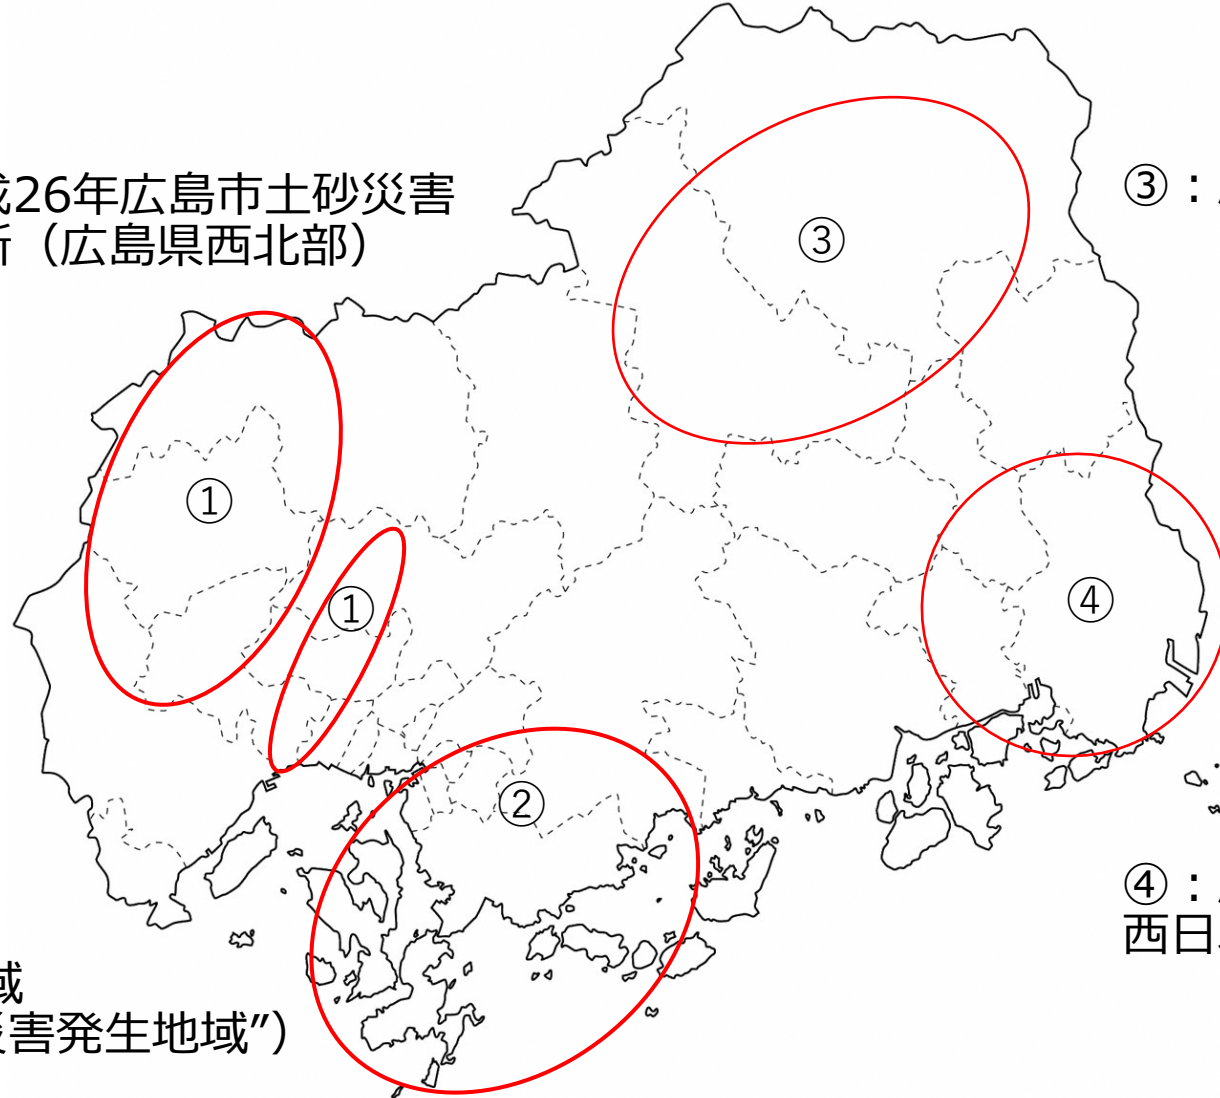 26年広島市土砂災害
所（広島県西北部）
③：
③
①
①
④
②
④：
西日
域
災害発生地域”）